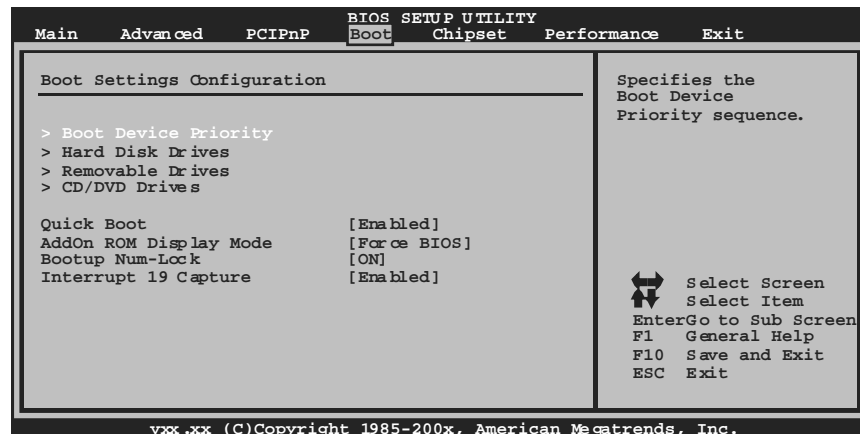 BIOS SETUP UTILITY
Main Advanced PCIPnP Boot Chipset Performance Exit
Boot Settings Configuration
> Boot Device Priority
> Hard Disk Drives
> Removable Drives
> CD/DVD Drives
Quick Boot [Enabled]
AddOn ROM Display Mode [Force BIOS]
Bootup Num-Lock [ON]
Interrupt 19 Capture [Enabled]
Specifies the
Boot Device
Priority sequence.
Select Screen
Select Item
EnterGo to Sub Screen
F1 General Help
F10 Save and Exit
ESC Exit
vxx.xx (C)Copyright 1985-200x, American Megatrends, Inc.